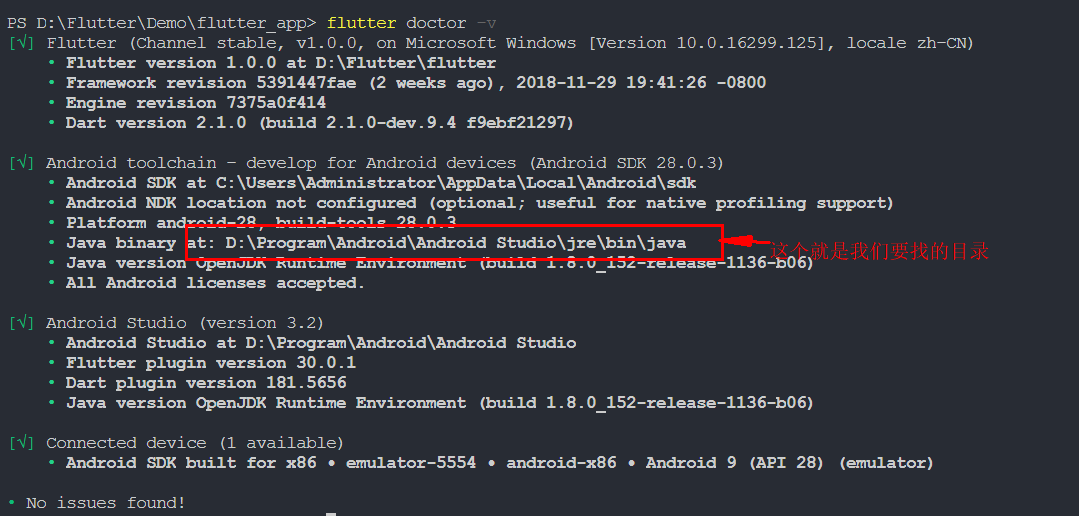 PS D:\Flutter\Demo\flutter_app> flutter doctor -v
[√] Flutter (Channel stable, v1.0.0, on Microsoft Windows [Version 10.0.16299.125], locale zh-CN)
• Flutter version 1.0.0 at D:\Flutter\flutter
• Framework revision 5391447fae (2 weeks ago), 2018-11-29 19:41:26 -0800
• Engine revision 7375a0f414
• Dart version 2.1.0 (build 2.1.0-dev.9.4 f9ebf21297)
[√] Android toolchain - develop for Android devices (Android SDK 28.0.3)
• Android SDK at C:\Users\Administrator\AppData\Local\Android\sdk
• Android NDK location not configured (optional; useful for native profiling support)
• Platform android-28, build-tools 28.0.3
• Java binary at: D:\Program\Android\Android Studio\jre\bin\java
这个就是我们要找的目录
• Java version OpenJDK Runtime Environment (build 1.8.0_152-release-1136-b06)
• All Android licenses accepted.
[√] Android Studio (version 3.2)
• Android Studio at D:\Program\Android\Android Studio
• Flutter plugin version 30.0.1
• Dart plugin version 181.5656
• Java version OpenJDK Runtime Environment (build 1.8.0_152-release-1136-b06)
[√] Connected device (1 available)
• Android SDK built for x86 • emulator-5554 • android-x86 • Android 9 (API 28) (emulator)
• No issues found!